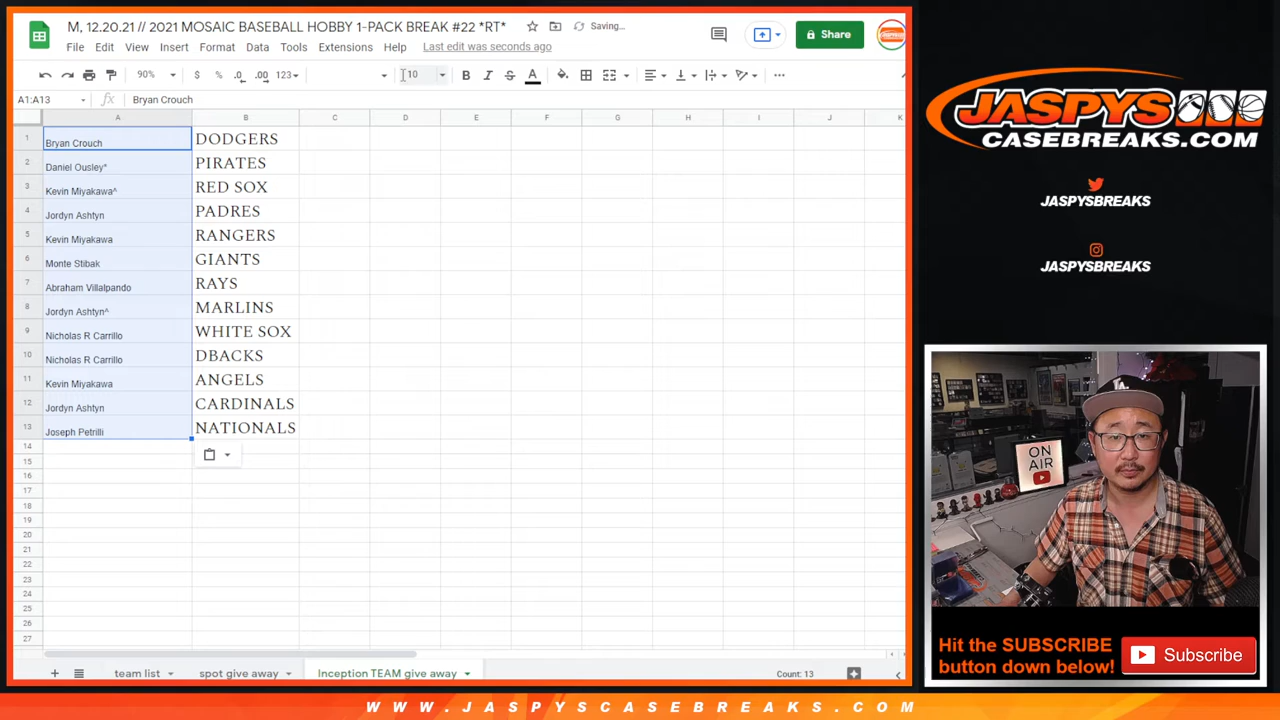 M, 12.20.21 // 2021 MOSAIC BASEBALL HOBBY 1-PACK BREAK #22 *RT*
Saving...
File Edit View Insert Format Data Tools Extensions Help Last edit was seconds ago
Share
90% $ % .0 .00 123 10 B I S A
A1:A13 fx Bryan Crouch
A B C D E F G H I J K
1 Bryan Crouch DODGERS
2 Daniel Ousley^ PIRATES
3 Kevin Miyakawa^ RED SOX
4 Jordyn Ashtyn PADRES
5 Kevin Miyakawa RANGERS
6 Monte Stibak GIANTS
7 Abraham Villalpando RAYS
8 Jordyn Ashtyn^ MARLINS
9 Nicholas R Carrillo WHITE SOX
10 Nicholas R Carrillo DBACKS
11 Kevin Miyakawa ANGELS
12 Jordyn Ashtyn CARDINALS
13 Joseph Petrilli NATIONALS
14
15
16
17
18
19
20
21
22
23
24
25
26
27
team list spot give away Inception TEAM give away Count: 13
JASPYS
CASEBREAKS.COM
JASPYSBREAKS
JASPYSBREAKS
LA
ON
AIR
Hit the SUBSCRIBE
button down below!
Subscribe
WWW.JASPYSCASEBREAKS.COM